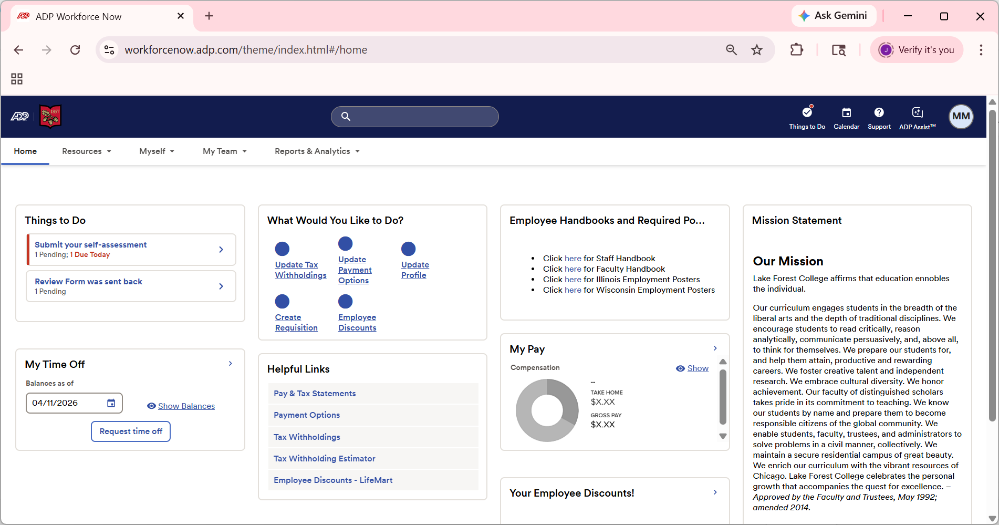 ADP ADP Workforce Now
Ask Gemini
workforcenow.adp.com/theme/index.html#/home
J Verify it's you
ADP
1857
Things to Do
Calendar
Support
ADP Assist™
MM
Home
Resources
Myself
My Team
Reports & Analytics
Things to Do
Submit your self-assessment
1 Pending; 1 Due Today
Review Form was sent back
1 Pending
My Time Off
Balances as of
04/11/2026
Show Balances
Request time off
What Would You Like to Do?
Update Tax
Withholdings
Update
Payment
Options
Update
Profile
Create
Requisition
Employee
Discounts
Helpful Links
Pay & Tax Statements
Payment Options
Tax Withholdings
Tax Withholding Estimator
Employee Discounts - LifeMart
Employee Handbooks and Required Po...
• Click here for Staff Handbook
• Click here for Faculty Handbook
• Click here for Illinois Employment Posters
• Click here for Wisconsin Employment Posters
My Pay
Compensation
Show
--
TAKE HOME
$X.XX
GROSS PAY
$X.XX
Your Employee Discounts!
Mission Statement
Our Mission
Lake Forest College affirms that education ennobles
the individual.
Our curriculum engages students in the breadth of the
liberal arts and the depth of traditional disciplines. We
encourage students to read critically, reason
analytically, communicate persuasively, and, above all,
to think for themselves. We prepare our students for,
and help them attain, productive and rewarding
careers. We foster creative talent and independent
research. We embrace cultural diversity. We honor
achievement. Our faculty of distinguished scholars
takes pride in its commitment to teaching. We know
our students by name and prepare them to become
responsible citizens of the global community. We
enable students, faculty, trustees, and administrators to
solve problems in a civil manner, collectively. We
maintain a secure residential campus of great beauty.
We enrich our curriculum with the vibrant resources of
Chicago. Lake Forest College celebrates the personal
growth that accompanies the quest for excellence. –
Approved by the Faculty and Trustees, May 1992;
amended 2014.